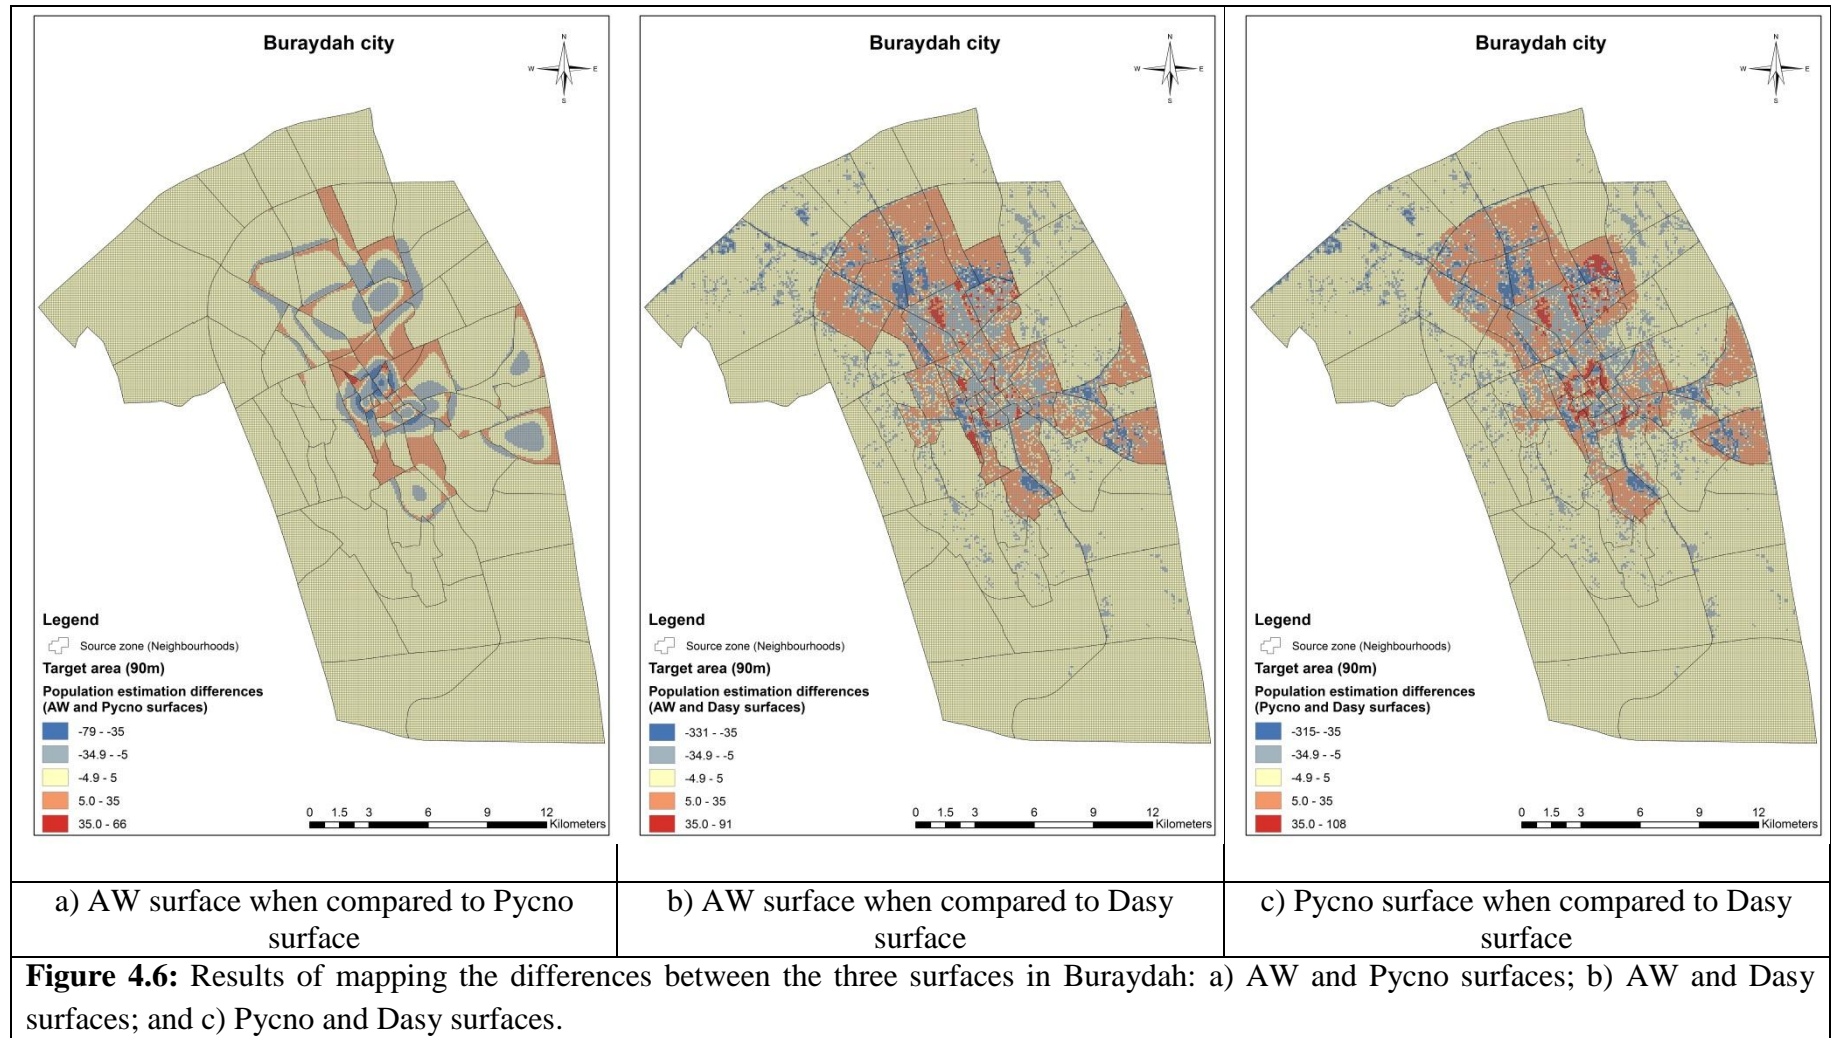 Buraydah city
N
W E
S
Legend
Source zone (Neighbourhoods)
Target area (90m)
Population estimation differences
(AW and Pycno surfaces)
-79 - -35
-34.9 - -5
-4.9 - 5
5.0 - 35
35.0 - 66
0 1.5 3 6 9 12
Kilometers
Buraydah city
N
W E
S
Legend
Source zone (Neighbourhoods)
Target area (90m)
Population estimation differences
(AW and Dasy surfaces)
-331 - -35
-34.9 - -5
-4.9 - 5
5.0 - 35
35.0 - 91
0 1.5 3 6 9 12
Kilometers
Buraydah city
N
W E
S
Legend
Source zone (Neighbourhoods)
Target area (90m)
Population estimation differences
(Pycno and Dasy surfaces)
-315- -35
-34.9 - -5
-4.9 - 5
5.0 - 35
35.0 - 108
0 1.5 3 6 9 12
Kilometers
a) AW surface when compared to Pycno
surface
b) AW surface when compared to Dasy
surface
c) Pycno surface when compared to Dasy
surface
Figure 4.6: Results of mapping the differences between the three surfaces in Buraydah: a) AW and Pycno surfaces; b) AW and Dasy
surfaces; and c) Pycno and Dasy surfaces.